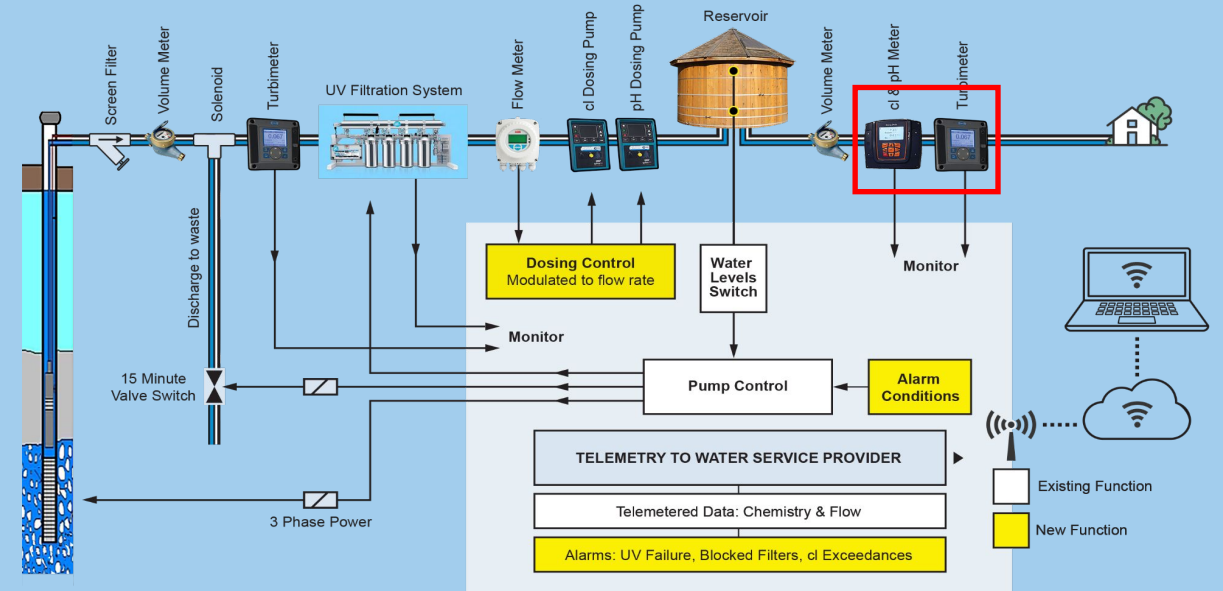 Reservoir
Screen Filter
Volume Meter
Solenoid
Turbimeter
UV Filtration System
Flow Meter
cl Dosing Pump
pH Dosing Pump
Volume Meter
cl & pH Meter
Turbimeter
Discharge to waste
Dosing Control
Modulated to flow rate
Water
Levels
Switch
Monitor
Monitor
15 Minute
Valve Switch
Pump Control
Alarm
Conditions
TELEMETRY TO WATER SERVICE PROVIDER
Telemetered Data: Chemistry & Flow
Alarms: UV Failure, Blocked Filters, cl Exceedances
3 Phase Power
Existing Function
New Function